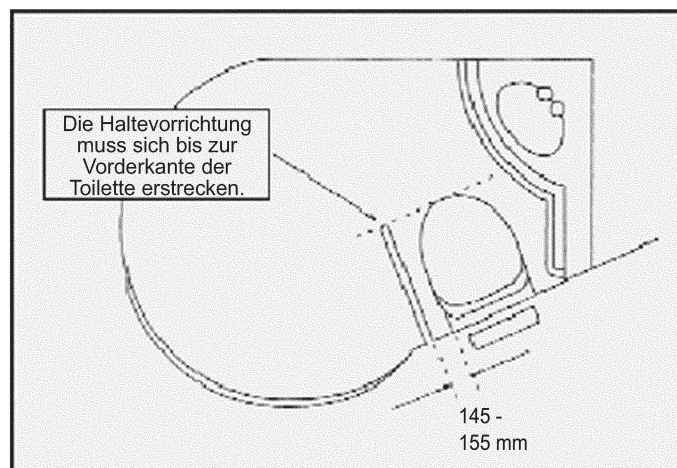 Die Haltevorrichtung
muss sich bis zur
Vorderkante der
Toilette erstrecken.
145 -
155 mm